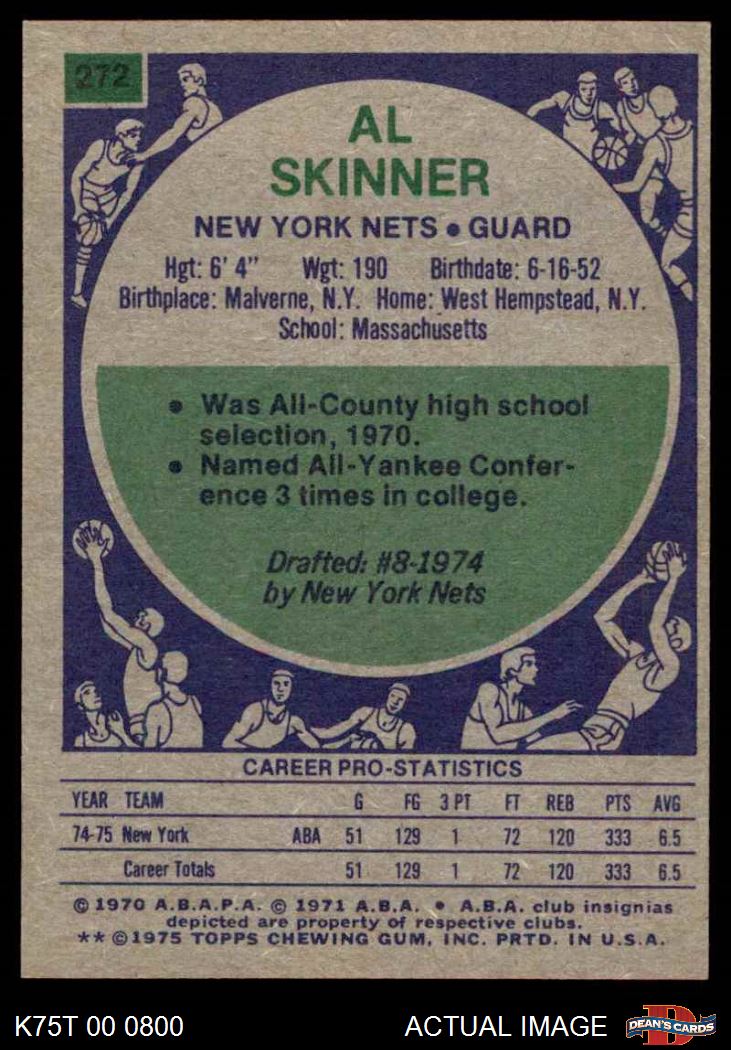 272
AL
SKINNER
NEW YORK NETS • GUARD
Hgt: 6' 4" Wgt: 190 Birthdate: 6-16-52
Birthplace: Malverne, N.Y. Home: West Hempstead, N.Y.
School: Massachusetts
• Was All-County high school
selection, 1970.
• Named All-Yankee Confer-
ence 3 times in college.
Drafted: #8-1974
by New York Nets
CAREER PRO-STATISTICS
YEAR TEAM G FG 3 PT FT REB PTS AVG
74-75 New York ABA 51 129 1 72 120 333 6.5
Career Totals 51 129 1 72 120 333 6.5
© 1970 A.B.A.P.A. © 1971 A.B.A. • A.B.A. club insignias
depicted are property of respective clubs.
** © 1975 TOPPS CHEWING GUM, INC. PRTD. IN U.S.A.
K75T 00 0800 ACTUAL IMAGE D DEAN'S CARDS